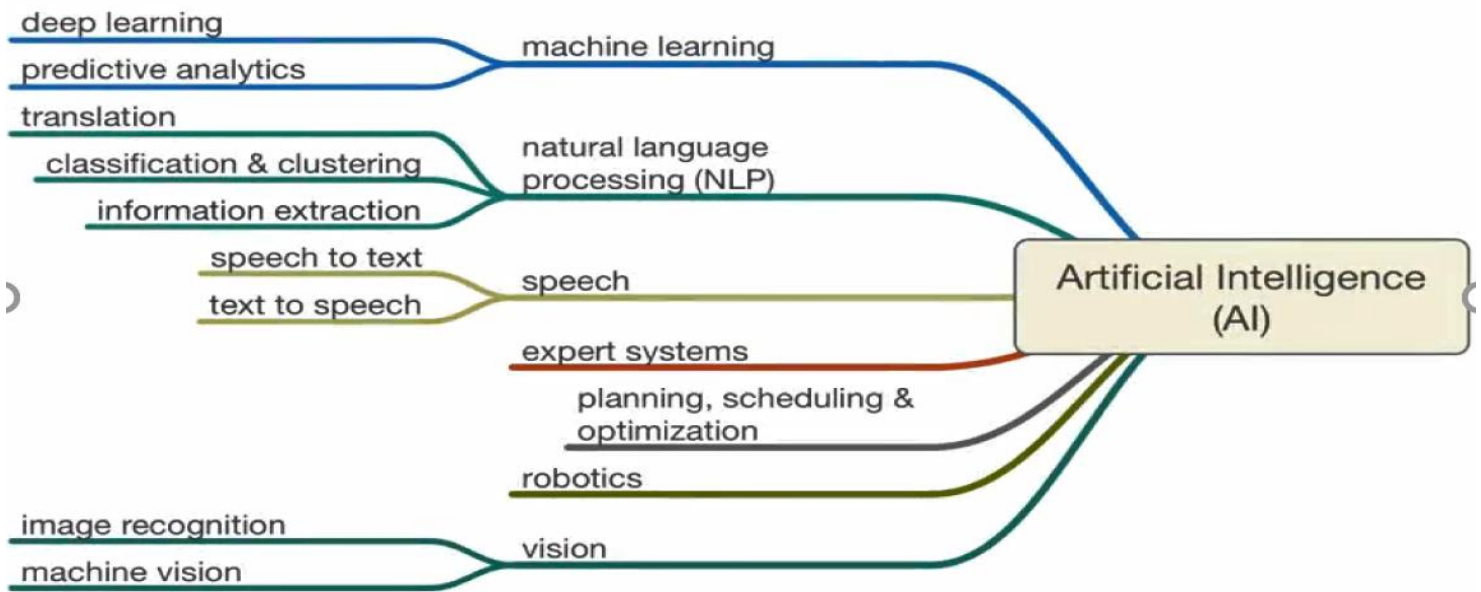 deep learning
predictive analytics
machine learning
translation
classification & clustering
information extraction
natural language
processing (NLP)
speech to text
text to speech
speech
expert systems
planning, scheduling &
optimization
robotics
image recognition
machine vision
vision
Artificial Intelligence
(AI)